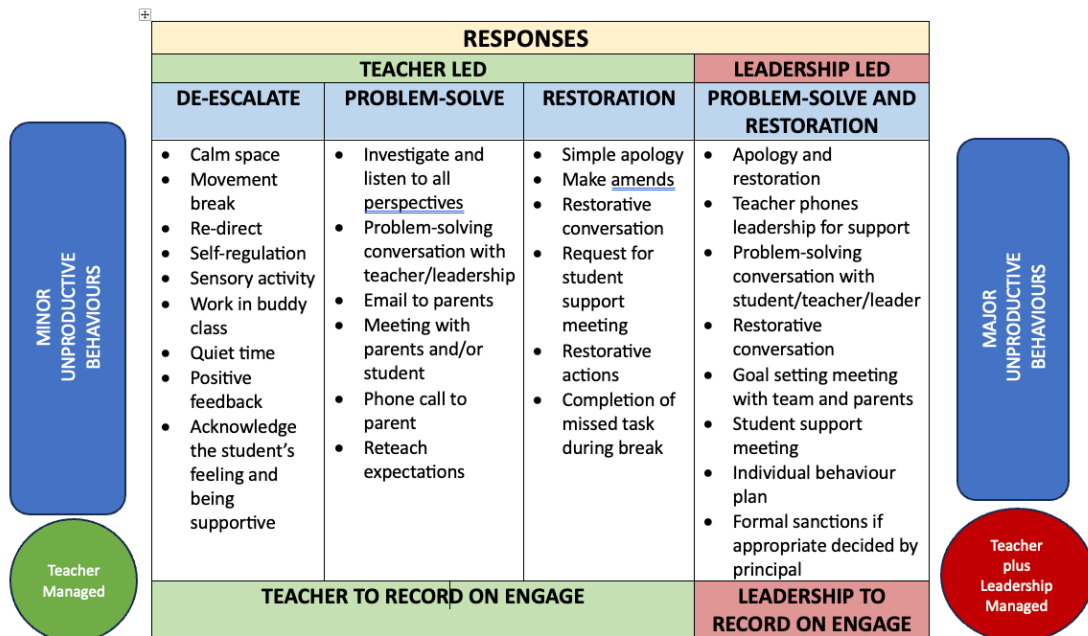 RESPONSES
TEACHER LED
LEADERSHIP LED
DE-ESCALATE
PROBLEM-SOLVE
RESTORATION
PROBLEM-SOLVE AND
RESTORATION
MINOR
UNPRODUCTIVE
BEHAVIOURS
Teacher
Managed
• Calm space
• Movement
break
• Re-direct
• Self-regulation
• Sensory activity
• Work in buddy
class
• Quiet time
• Positive
feedback
• Acknowledge
the student’s
feeling and
being
supportive
• Investigate and
listen to all
perspectives
• Problem-solving
conversation with
teacher/leadership
• Email to parents
• Meeting with
parents and/or
student
• Phone call to
parent
• Reteach
expectations
• Simple apology
• Make amends
• Restorative
conversation
• Request for
student
support
meeting
• Restorative
actions
• Completion of
missed task
during break
• Apology and
restoration
• Teacher phones
leadership for support
• Problem-solving
conversation with
student/teacher/leader
• Restorative
conversation
• Goal setting meeting
with team and parents
• Student support
meeting
• Individual behaviour
plan
• Formal sanctions if
appropriate decided by
principal
MAJOR
UNPRODUCTIVE
BEHAVIOURS
Teacher
plus
Leadership
Managed
TEACHER TO RECORD ON ENGAGE
LEADERSHIP TO
RECORD ON ENGAGE